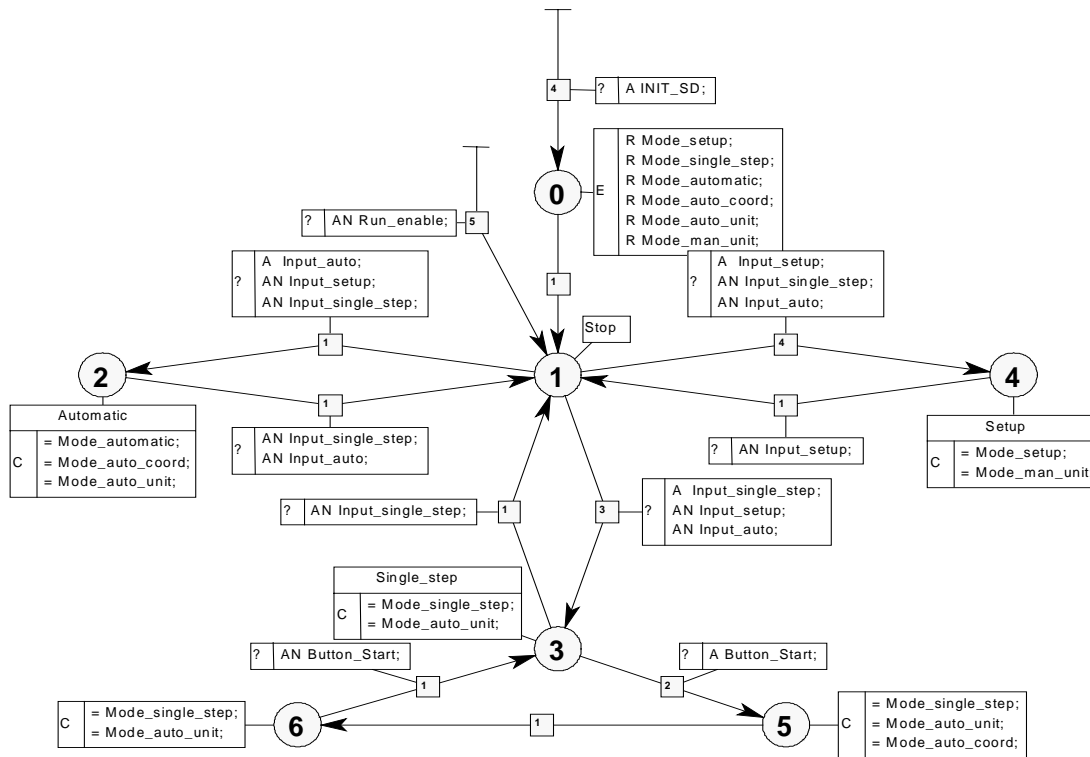 4
? A INIT_SD;
E
R Mode_setup;
R Mode_single_step;
R Mode_automatic;
R Mode_auto_coord;
R Mode_auto_unit;
R Mode_man_unit;
0
? AN Run_enable;
5
?
A Input_auto;
AN Input_setup;
AN Input_single_step;
1
?
A Input_setup;
AN Input_single_step;
AN Input_auto;
Stop
1
4
2
1
4
1
1
Automatic
C
= Mode_automatic;
= Mode_auto_coord;
= Mode_auto_unit;
?
AN Input_single_step;
AN Input_auto;
? AN Input_setup;
Setup
C
= Mode_setup;
= Mode_man_unit;
? AN Input_single_step;
1
3
?
A Input_single_step;
AN Input_setup;
AN Input_auto;
Single_step
C
= Mode_single_step;
= Mode_auto_unit;
3
? AN Button_Start;
? A Button_Start;
1
2
C
= Mode_single_step;
= Mode_auto_unit;
6
1
5
C
= Mode_single_step;
= Mode_auto_unit;
= Mode_auto_coord;